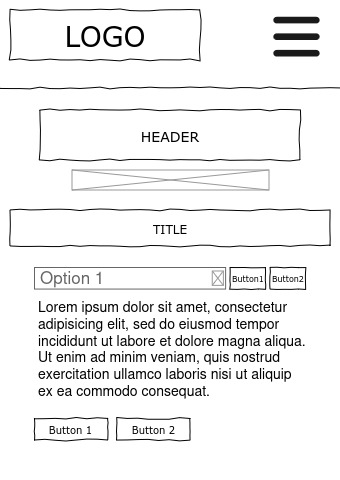 LOGO
HEADER
TITLE
Option 1
Button1 Button2
Lorem ipsum dolor sit amet, consectetur
adipisicing elit, sed do eiusmod tempor
incididunt ut labore et dolore magna aliqua.
Ut enim ad minim veniam, quis nostrud
exercitation ullamco laboris nisi ut aliquip
ex ea commodo consequat.
Button 1 Button 2